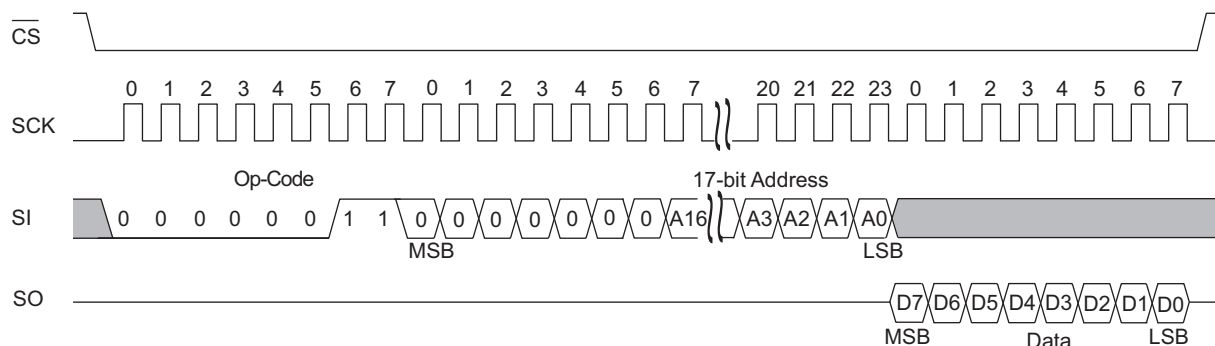 CS
0 1 2 3 4 5 6 7 0 1 2 3 4 5 6 7 20 21 22 23 0 1 2 3 4 5 6 7
SCK
Op-Code 17-bit Address
SI 0 0 0 0 0 0 1 1 0 0 0 0 0 0 0 A16 A3 A2 A1 A0
MSB LSB
SO D7 D6 D5 D4 D3 D2 D1 D0
MSB Data LSB